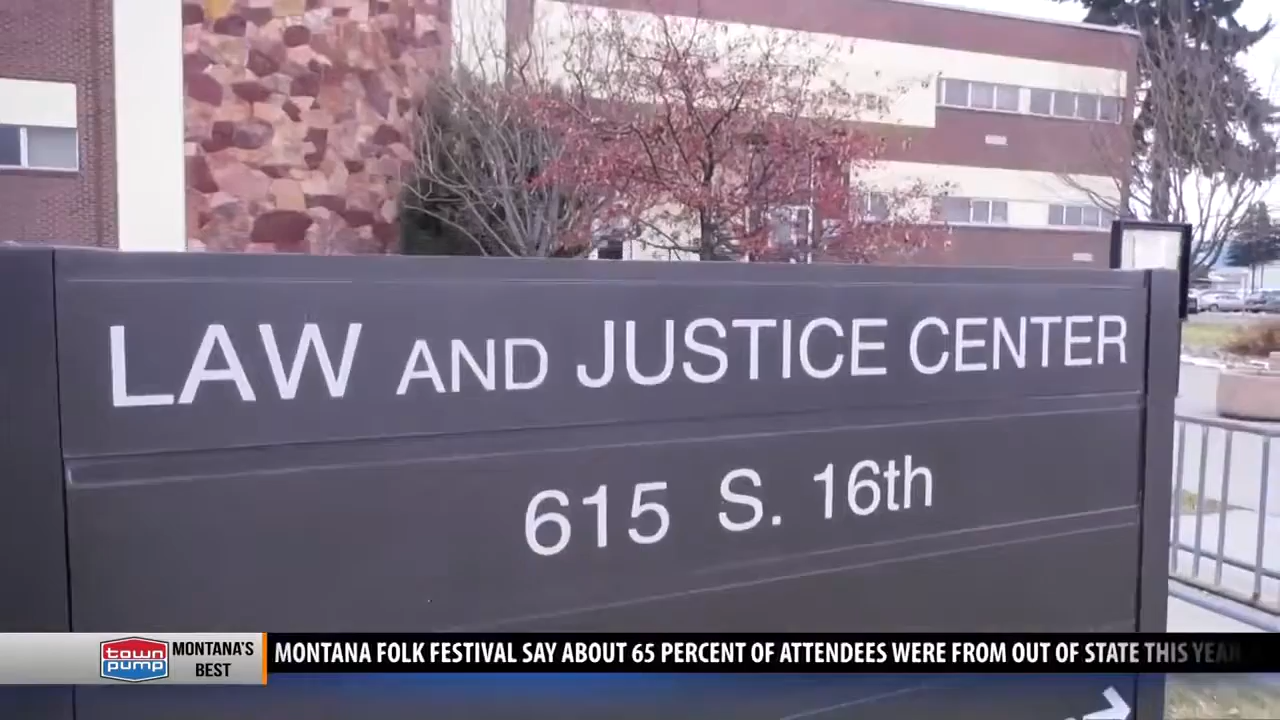 LAW AND JUSTICE CENTER
615 S. 16th
town
pump
MONTANA'S
BEST
MONTANA FOLK FESTIVAL SAY ABOUT 65 PERCENT OF ATTENDEES WERE FROM OUT OF STATE THIS YEAR